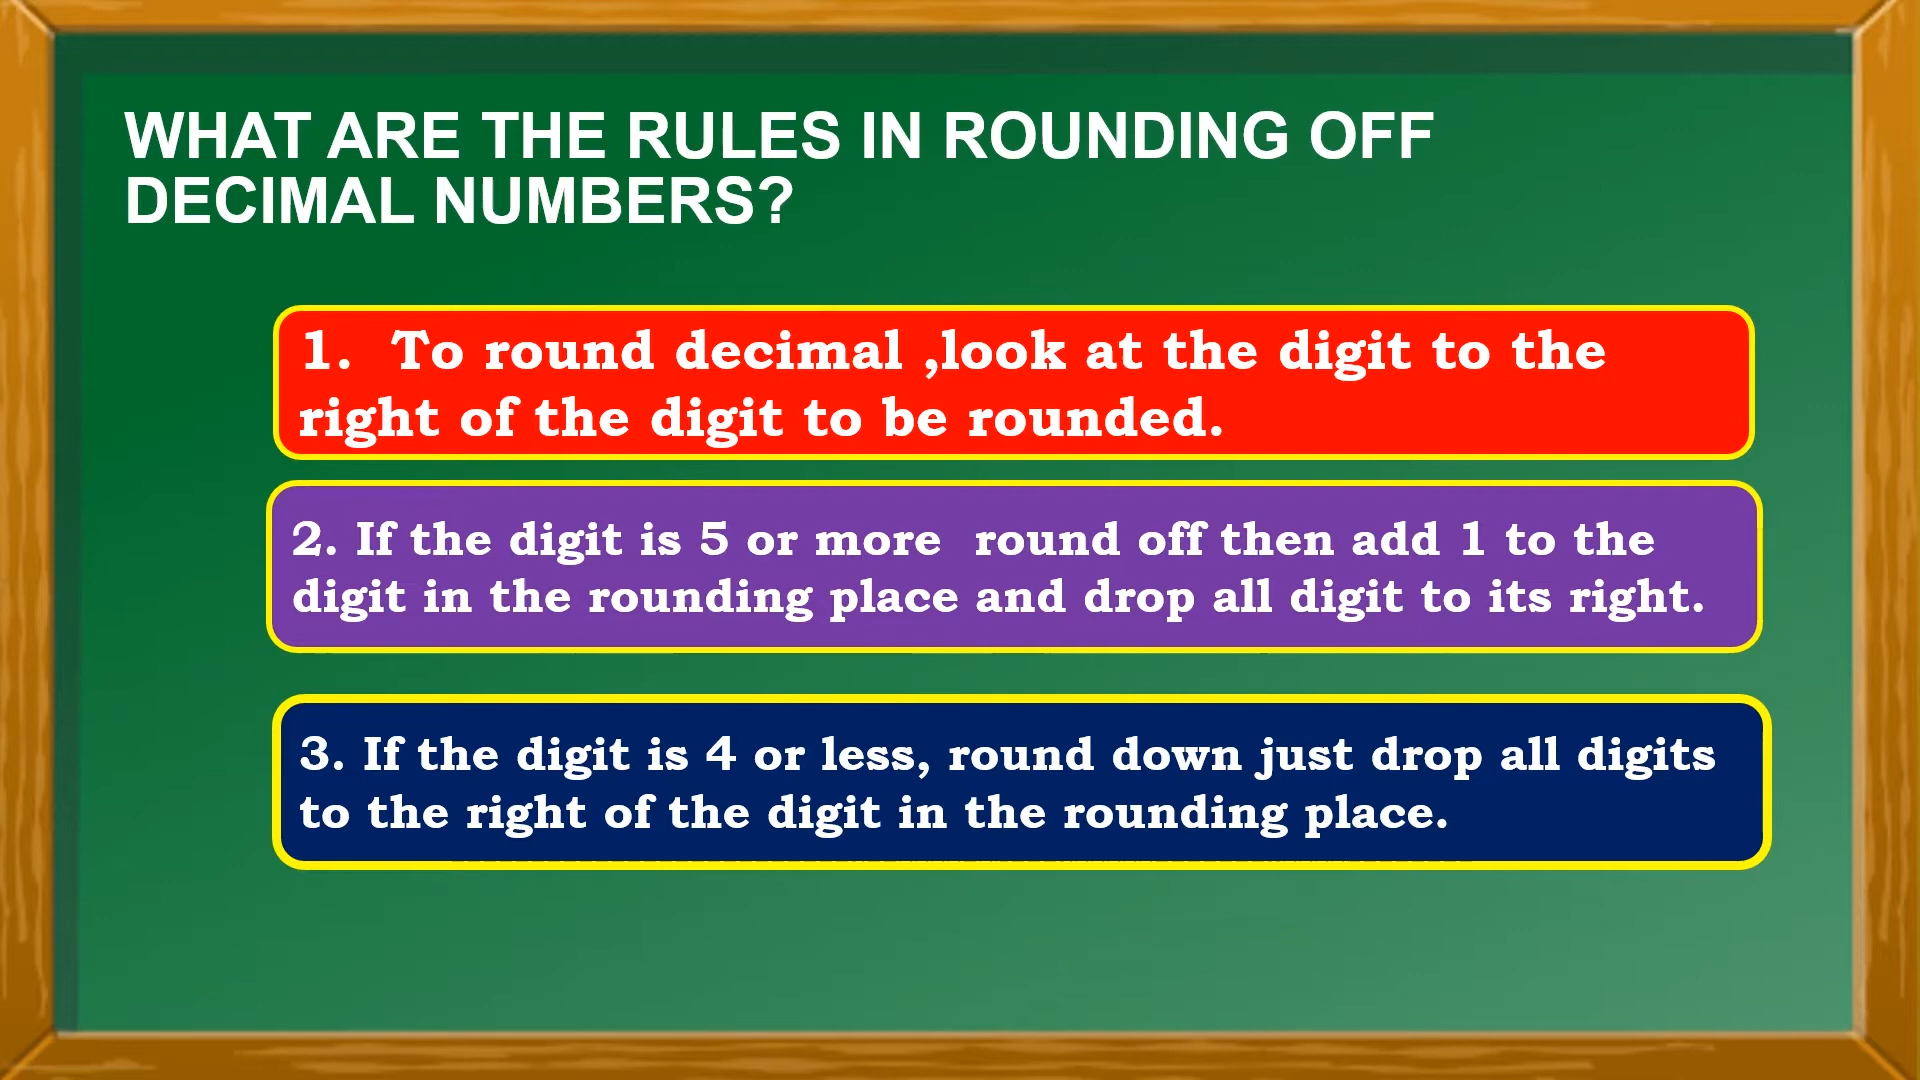 WHAT ARE THE RULES IN ROUNDING OFF
DECIMAL NUMBERS?
1.  To round decimal ,look at the digit to the
right of the digit to be rounded.
2. If the digit is 5 or more  round off then add 1 to the
digit in the rounding place and drop all digit to its right.
3. If the digit is 4 or less, round down just drop all digits
to the right of the digit in the rounding place.